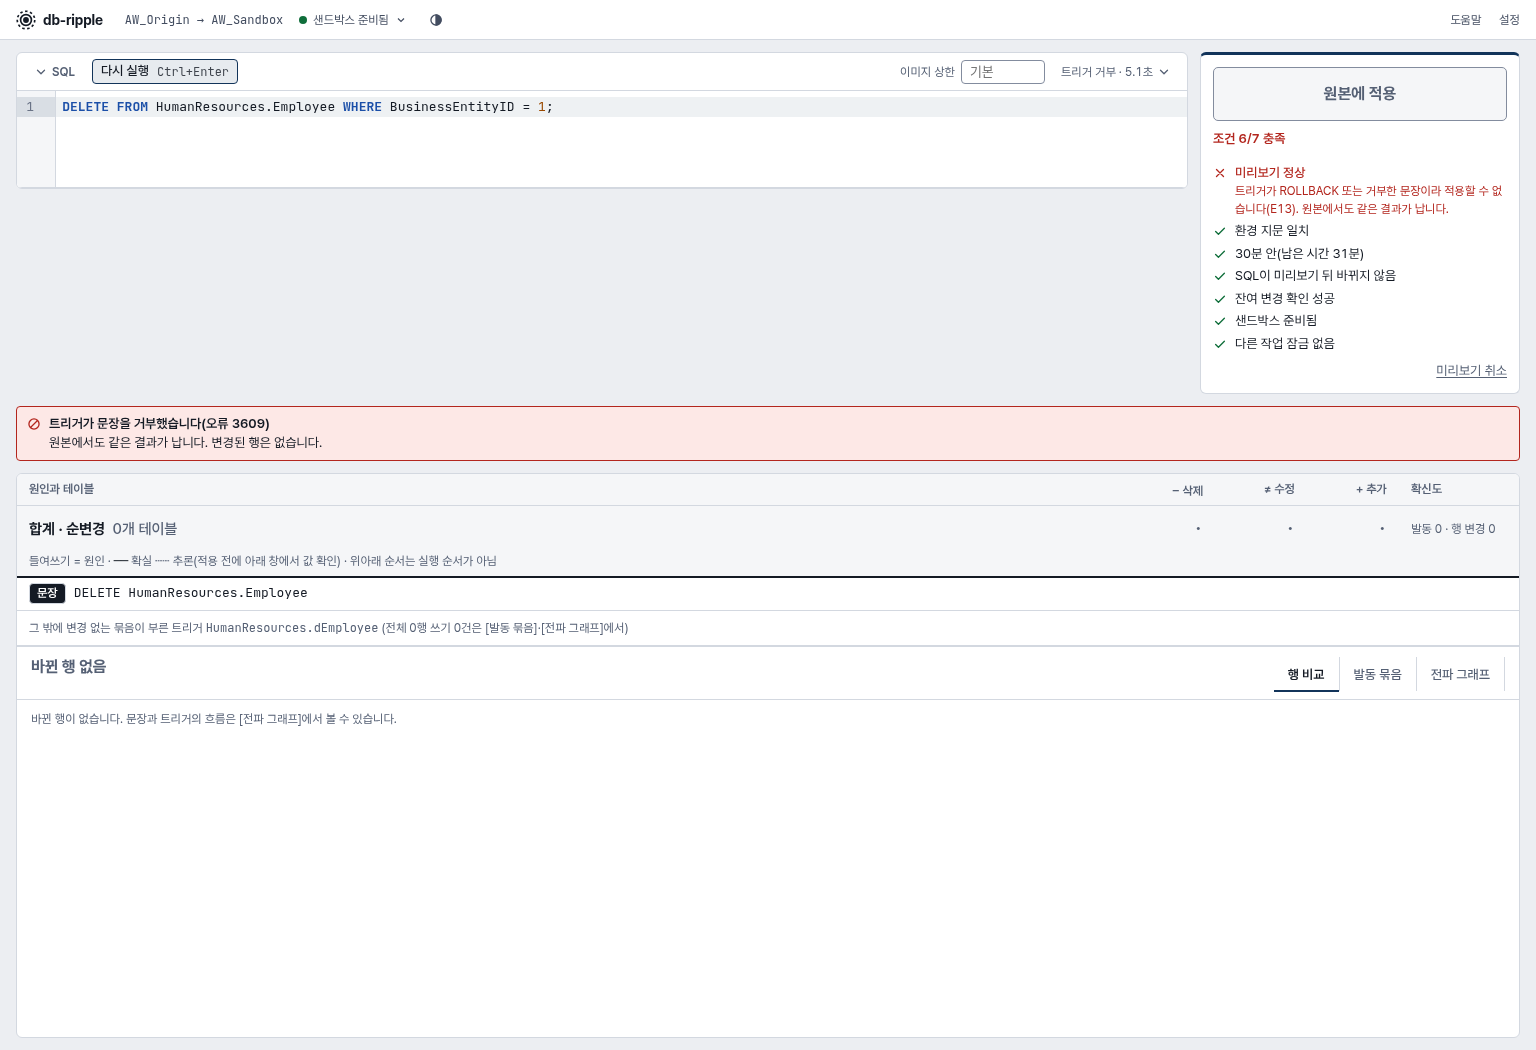 db-ripple AW_Origin → AW_Sandbox 샌드박스 준비됨 도움말 설정
SQL 다시 실행 Ctrl+Enter 이미지 상한 기본 트리거 거부 · 5.1초
1 DELETE FROM HumanResources.Employee WHERE BusinessEntityID = 1;
원본에 적용
조건 6/7 충족
미리보기 정상
트리거가 ROLLBACK 또는 거부한 문장이라 적용할 수 없
습니다(E13). 원본에서도 같은 결과가 납니다.
환경 지문 일치
30분 안(남은 시간 31분)
SQL이 미리보기 뒤 바뀌지 않음
잔여 변경 확인 성공
샌드박스 준비됨
다른 작업 잠금 없음
미리보기 취소
트리거가 문장을 거부했습니다(오류 3609)
원본에서도 같은 결과가 납니다. 변경된 행은 없습니다.
원인과 테이블 − 삭제 ≠ 수정 + 추가 확신도
합계 · 순변경 0개 테이블 • • • 발동 0 · 행 변경 0
들여쓰기 = 원인 · ── 확실 ┈┈ 추론(적용 전에 아래 창에서 값 확인) · 위아래 순서는 실행 순서가 아님
문장 DELETE HumanResources.Employee
그 밖에 변경 없는 묶음이 부른 트리거 HumanResources.dEmployee (전체 0행 쓰기 0건은 [발동 묶음]·[전파 그래프]에서)
바뀐 행 없음 행 비교 발동 묶음 전파 그래프
바뀐 행이 없습니다. 문장과 트리거의 흐름은 [전파 그래프]에서 볼 수 있습니다.